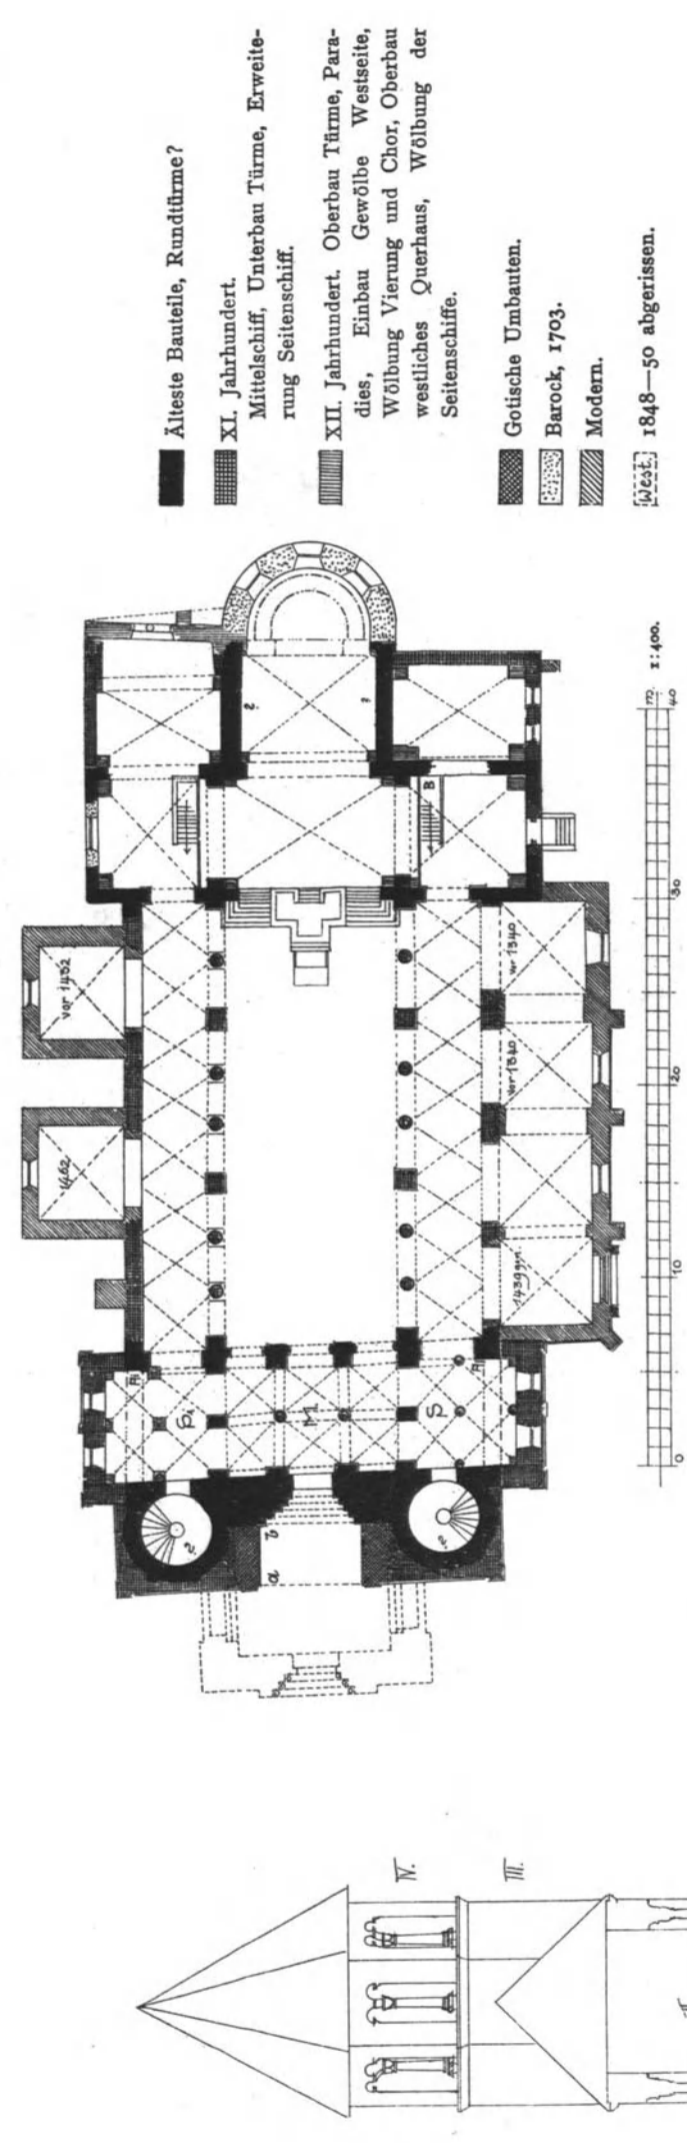 Älteste Bauteile, Rundtürme?
XI. Jahrhundert.
Mittelschiff, Unterbau Türme, Erweite-
rung Seitenschiff.
XII. Jahrhundert. Oberbau Türme, Para-
dies, Einbau Gewölbe Westseite,
Wölbung Vierung und Chor, Oberbau
westliches Querhaus, Wölbung der
Seitenschiffe.
Gotische Umbauten.
Barock, 1703.
Modern.
West. 1848—50 abgerissen.
vor 1452
1462
vor 1340
vor 1340
1439
?
?
B
A
A
S
M
?
?
a
b
1:400.
m.
0
10
20
30
40
IV.
III.